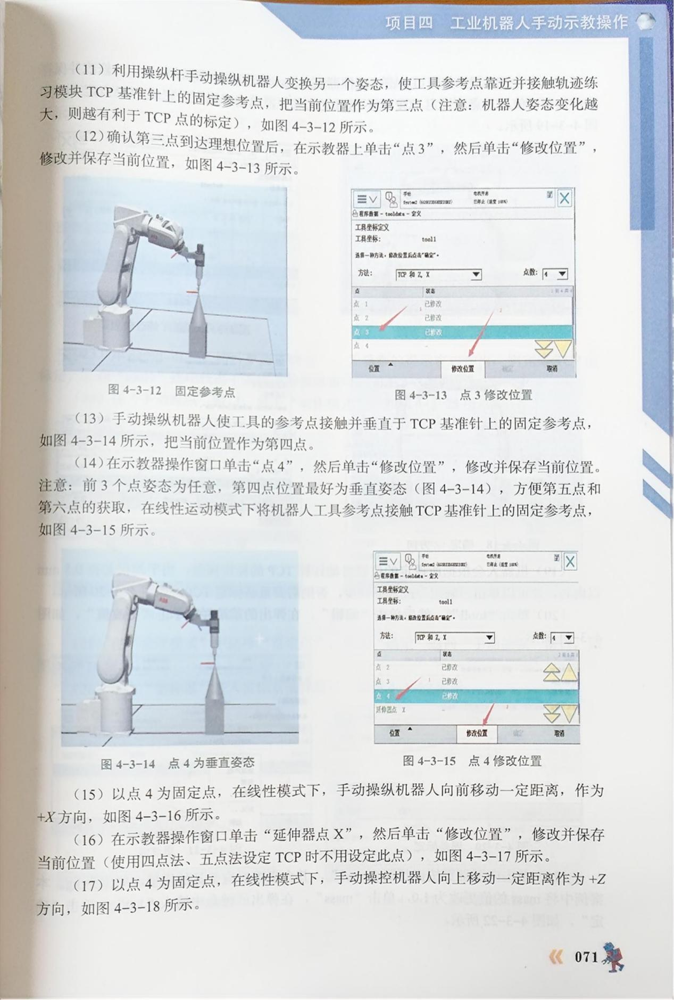 项目四 工业机器人手动示教操作
（11）利用操纵杆手动操纵机器人变换另一个姿态，使工具参考点靠近并接触轨迹练
习模块 TCP 基准针上的固定参考点，把当前位置作为第三点（注意：机器人姿态变化越
大，则越有利于 TCP 点的标定），如图 4-3-12 所示。
（12）确认第三点到达理想位置后，在示教器上单击“点3”，然后单击“修改位置”，
修改并保存当前位置，如图 4-3-13 所示。
手动
电机开启
已停止（速度 100%）
程序数据 - tooldata - 定义
工具坐标定义
工具坐标： tool1
选择一种方法，修改位置后点击“确定”。
方法： TCP 和 Z, X 点数： 4
点 状态
点 1 已修改
点 2 已修改
点 3 已修改
点 4 -
位置 修改位置 确定 取消
图 4-3-12 固定参考点
图 4-3-13 点 3 修改位置
（13）手动操纵机器人使工具的参考点接触并垂直于 TCP 基准针上的固定参考点，
如图 4-3-14 所示，把当前位置作为第四点。
（14）在示教器操作窗口单击“点4”，然后单击“修改位置”，修改并保存当前位置。
注意：前 3 个点姿态为任意，第四点位置最好为垂直姿态（图 4-3-14），方便第五点和
第六点的获取，在线性运动模式下将机器人工具参考点接触 TCP 基准针上的固定参考点，
如图 4-3-15 所示。
手动
电机开启
已停止（速度 100%）
程序数据 - tooldata - 定义
工具坐标定义
工具坐标： tool1
选择一种方法，修改位置后点击“确定”。
方法： TCP 和 Z, X 点数： 4
点 状态
点 2 已修改
点 3 已修改
点 4 已修改
延伸器点 X
位置 修改位置 确定 取消
图 4-3-14 点 4 为垂直姿态
图 4-3-15 点 4 修改位置
（15）以点 4 为固定点，在线性模式下，手动操纵机器人向前移动一定距离，作为
+X 方向，如图 4-3-16 所示。
（16）在示教器操作窗口单击“延伸器点 X”，然后单击“修改位置”，修改并保存
当前位置（使用四点法、五点法设定 TCP 时不用设定此点），如图 4-3-17 所示。
（17）以点 4 为固定点，在线性模式下，手动操控机器人向上移动一定距离作为 +Z
方向，如图 4-3-18 所示。
071